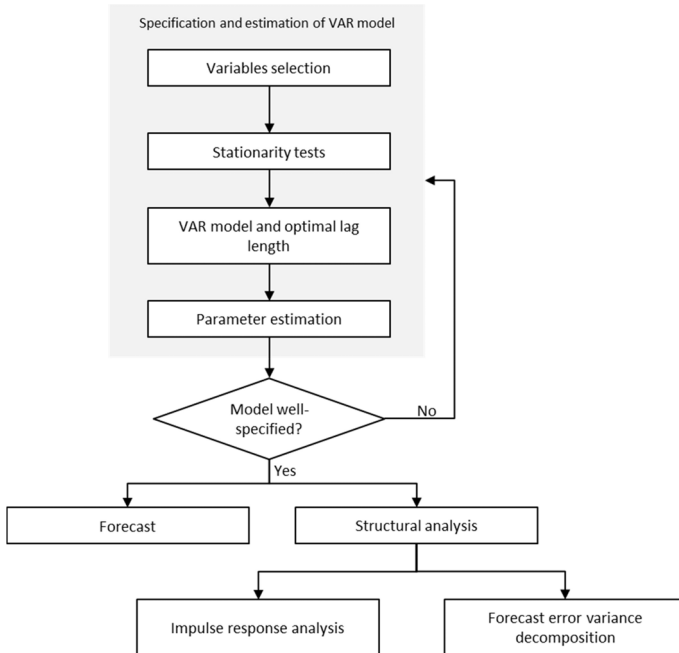 Specification and estimation of VAR model
Variables selection
Stationarity tests
VAR model and optimal lag
length
Parameter estimation
Model well-
specified?
No
Yes
Forecast
Structural analysis
Impulse response analysis
Forecast error variance
decomposition